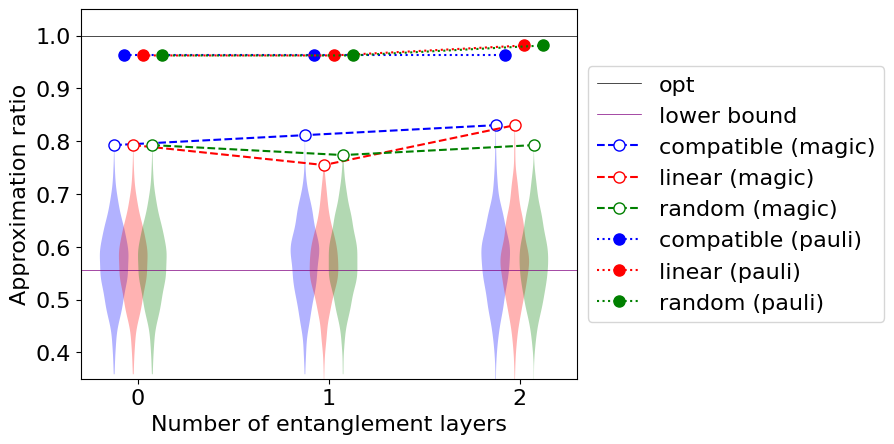 1.0
0.9
0.8
0.7
0.6
0.5
0.4
Approximation ratio
0 1 2
Number of entanglement layers
opt
lower bound
compatible (magic)
linear (magic)
random (magic)
compatible (pauli)
linear (pauli)
random (pauli)